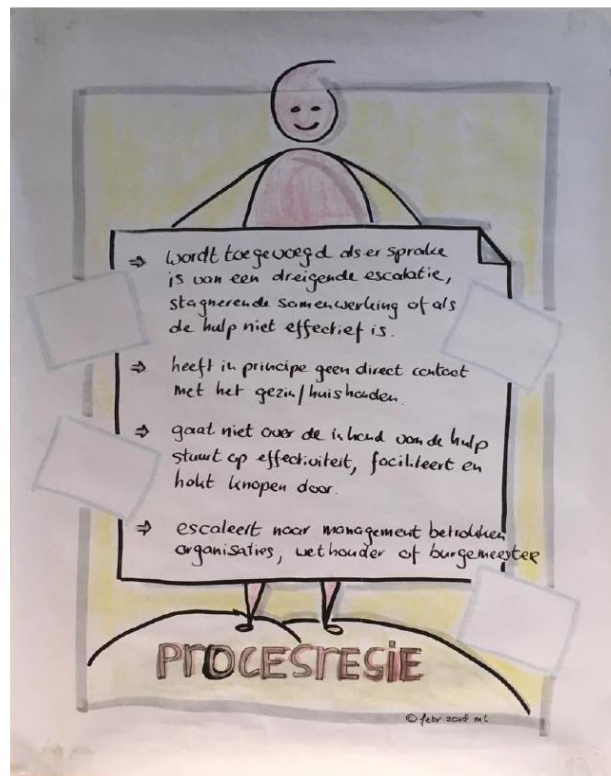 ⇒ wordt toegevoegd als er sprake
is van een dreigende escalatie,
stagnerende samenwerking of als
de hulp niet effectief is.
⇒ heeft in principe geen direct contact
met het gezin/huishouden.
⇒ gaat niet over de inhoud van de hulp
stuurt op effectiviteit, faciliteert en
hakt knopen door.
⇒ escaleert naar management betrokken
organisaties, wethouder of burgemeester
PROCESREGIE
© febr ml